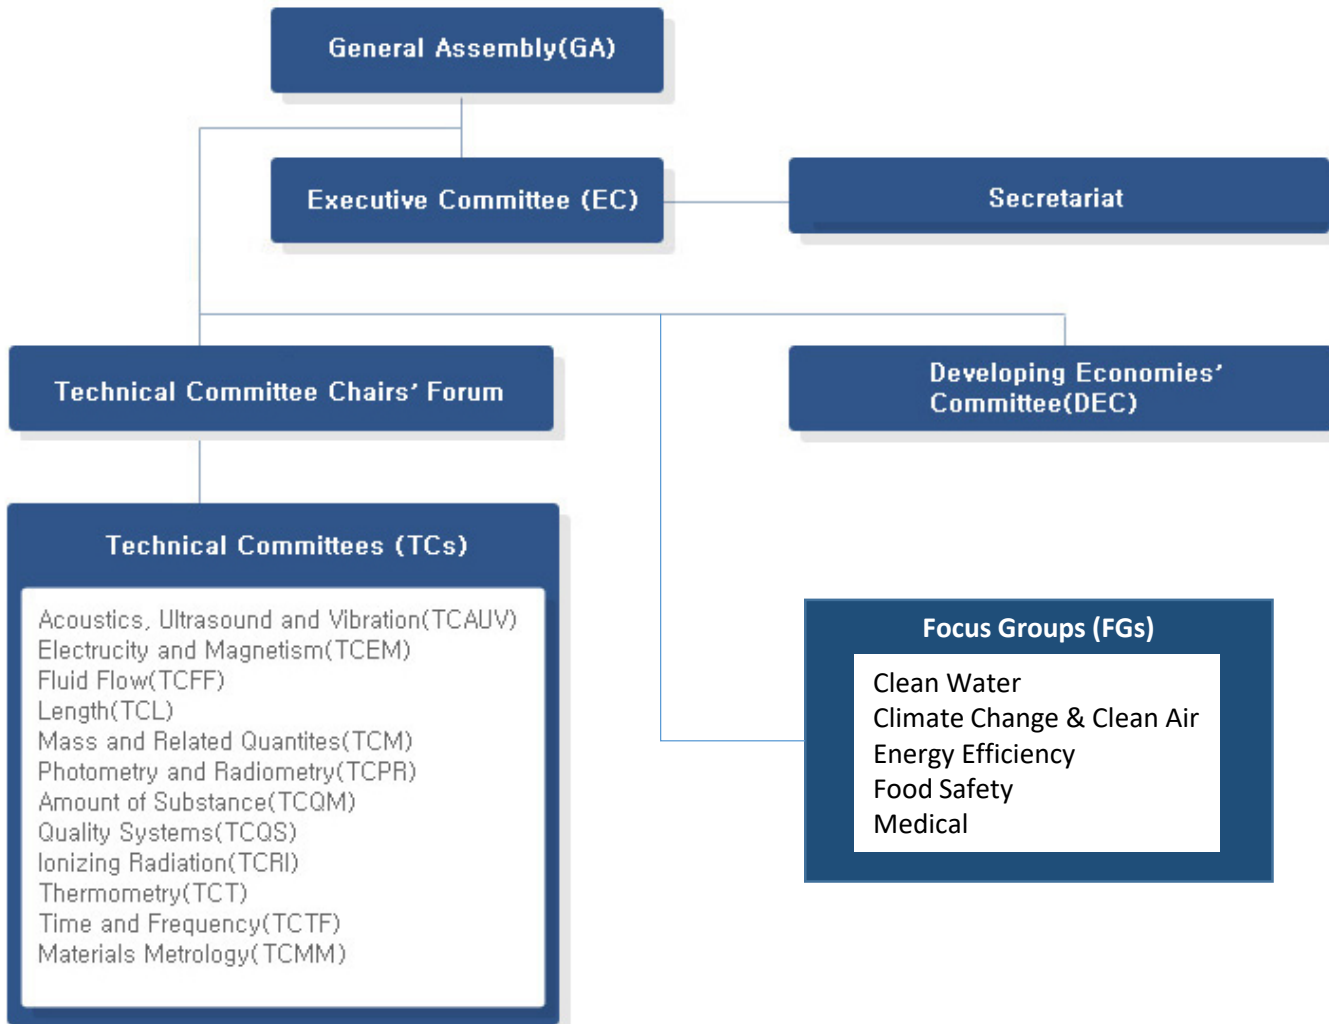 General Assembly(GA)
Executive Committee (EC)
Secretariat
Technical Committee Chairs' Forum
Developing Economies'
Committee(DEC)
Technical Committees (TCs)
Acoustics, Ultrasound and Vibration(TCAUV)
Electrucity and Magnetism(TCEM)
Fluid Flow(TCFF)
Length(TCL)
Mass and Related Quantites(TCM)
Photometry and Radiometry(TCPR)
Amount of Substance(TCQM)
Quality Systems(TCQS)
Ionizing Radiation(TCRI)
Thermometry(TCT)
Time and Frequency(TCTF)
Materials Metrology(TCMM)
Focus Groups (FGs)
Clean Water
Climate Change & Clean Air
Energy Efficiency
Food Safety
Medical